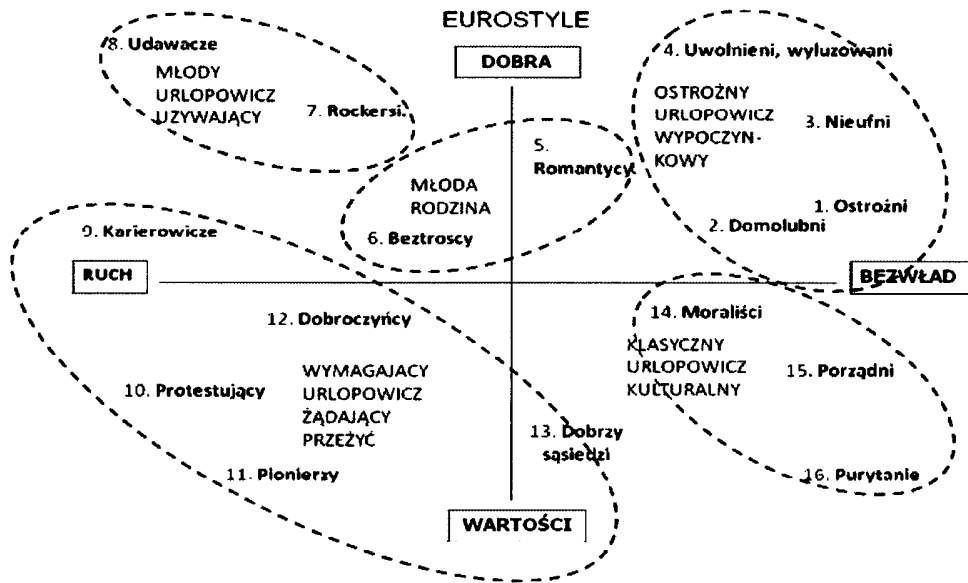 EUROSTYLE
DOBRA
8. Udawacze
MŁODY
URLOPOWICZ
UZYWAJĄCY
7. Rockersi.
4. Uwolnieni, wyluzowani
OSTROŻNY
URLOPOWICZ
WYPOCZYN-
KOWY
3. Nieufni
1. Ostrożni
2. Domolubni
5.
Romantycy
MŁODA
RODZINA
6. Beztroscy
9. Karierowicze
RUCH
BEZWŁAD
12. Dobroczyńcy
10. Protestujący
WYMAGAJACY
URLOPOWICZ
ŻĄDAJĄCY
PRZEŻYĆ
11. Pionierzy
13. Dobrzy
sąsiedzi
14. Moraliści
KLASYCZNY
URLOPOWICZ
KULTURALNY
15. Porządni
16. Purytanie
WARTOŚCI